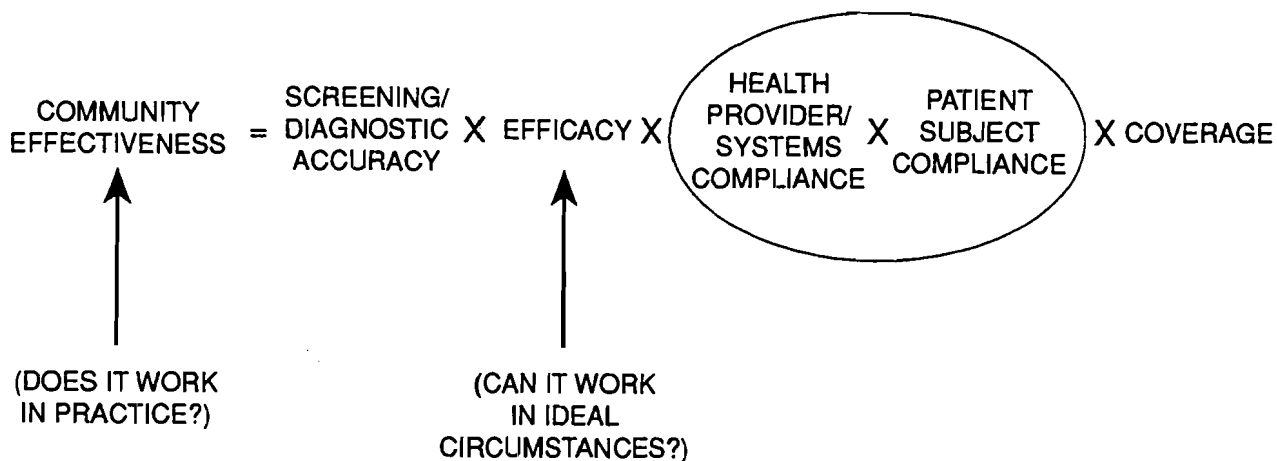 COMMUNITY
EFFECTIVENESS
=
SCREENING/
DIAGNOSTIC
ACCURACY
X EFFICACY X
HEALTH
PROVIDER/
SYSTEMS
COMPLIANCE
X
PATIENT
SUBJECT
COMPLIANCE
X COVERAGE
(DOES IT WORK
IN PRACTICE?)
(CAN IT WORK
IN IDEAL
CIRCUMSTANCES?)